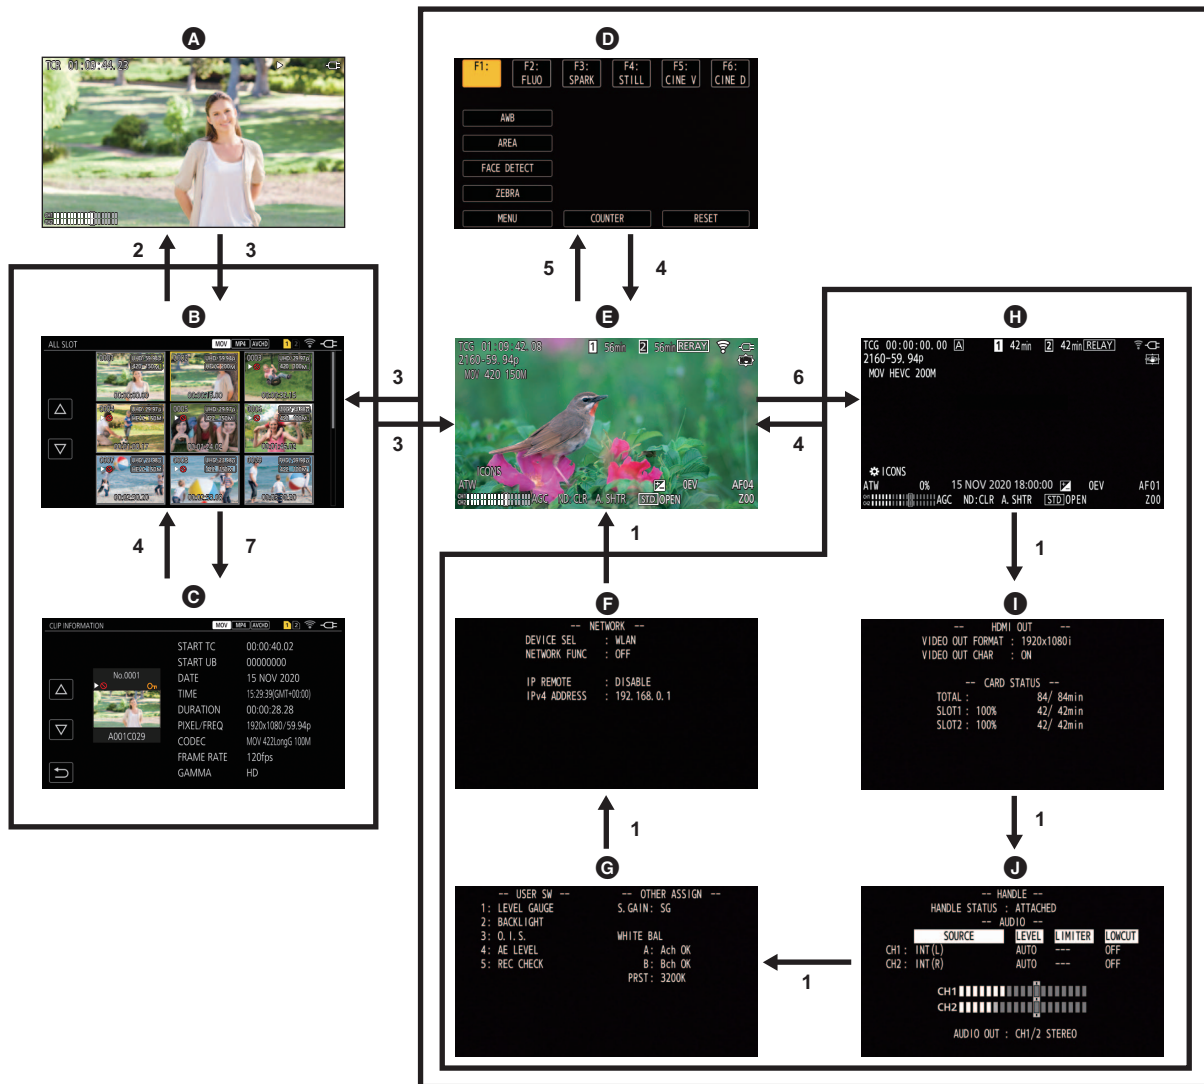 A
TCR 01:09:44.23
2
3
B
ALL SLOT
MOV MP4 AVCHD 1 2
4
7
C
CLIP INFORMATION
MOV MP4 AVCHD 1 2
No.0001
A001C029
START TC 00:00:40.02
START UB 00000000
DATE 15 NOV 2020
TIME 15:29:39(GMT+00:00)
DURATION 00:00:28.28
PIXEL/FREQ 1920x1080/59.94p
CODEC MOV 422LongG 100M
FRAME RATE 120fps
GAMMA HD
3
3
D
F1:
F2: FLUO
F3: SPARK
F4: STILL
F5: CINE V
F6: CINE D
AWB
AREA
FACE DETECT
ZEBRA
MENU
COUNTER
RESET
5
4
E
TCG 01:09:42.08 1 56min 2 56min RERAY
2160-59.94p
MOV 420 150M
ICONS
ATW 0EV AF04
CH1 CH2 AGC ND:CLR A.SHTR STD OPEN Z00
6
4
1
F
-- NETWORK --
DEVICE SEL : WLAN
NETWORK FUNC : OFF
IP REMOTE : DISABLE
IPv4 ADDRESS : 192.168.0.1
1
G
-- USER SW --
1: LEVEL GAUGE
2: BACKLIGHT
3: O.I.S.
4: AE LEVEL
5: REC CHECK
-- OTHER ASSIGN --
S.GAIN: SG
WHITE BAL
A: Ach OK
B: Bch OK
PRST: 3200K
1
H
TCG 00:00:00.00 A 1 42min 2 42min RELAY
2160-59.94p
MOV HEVC 200M
ICONS
ATW 0% 15 NOV 2020 18:00:00 0EV AF01
CH1 CH2 AGC ND:CLR A.SHTR STD OPEN Z00
1
I
-- HDMI OUT --
VIDEO OUT FORMAT : 1920x1080i
VIDEO OUT CHAR : ON
-- CARD STATUS --
TOTAL : 84/ 84min
SLOT1 : 100% 42/ 42min
SLOT2 : 100% 42/ 42min
1
J
-- HANDLE --
HANDLE STATUS : ATTACHED
-- AUDIO --
SOURCE LEVEL LIMITER LOWCUT
CH1 : INT(L) AUTO --- OFF
CH2 : INT(R) AUTO --- OFF
CH1
CH2
AUDIO OUT : CH1/2 STEREO